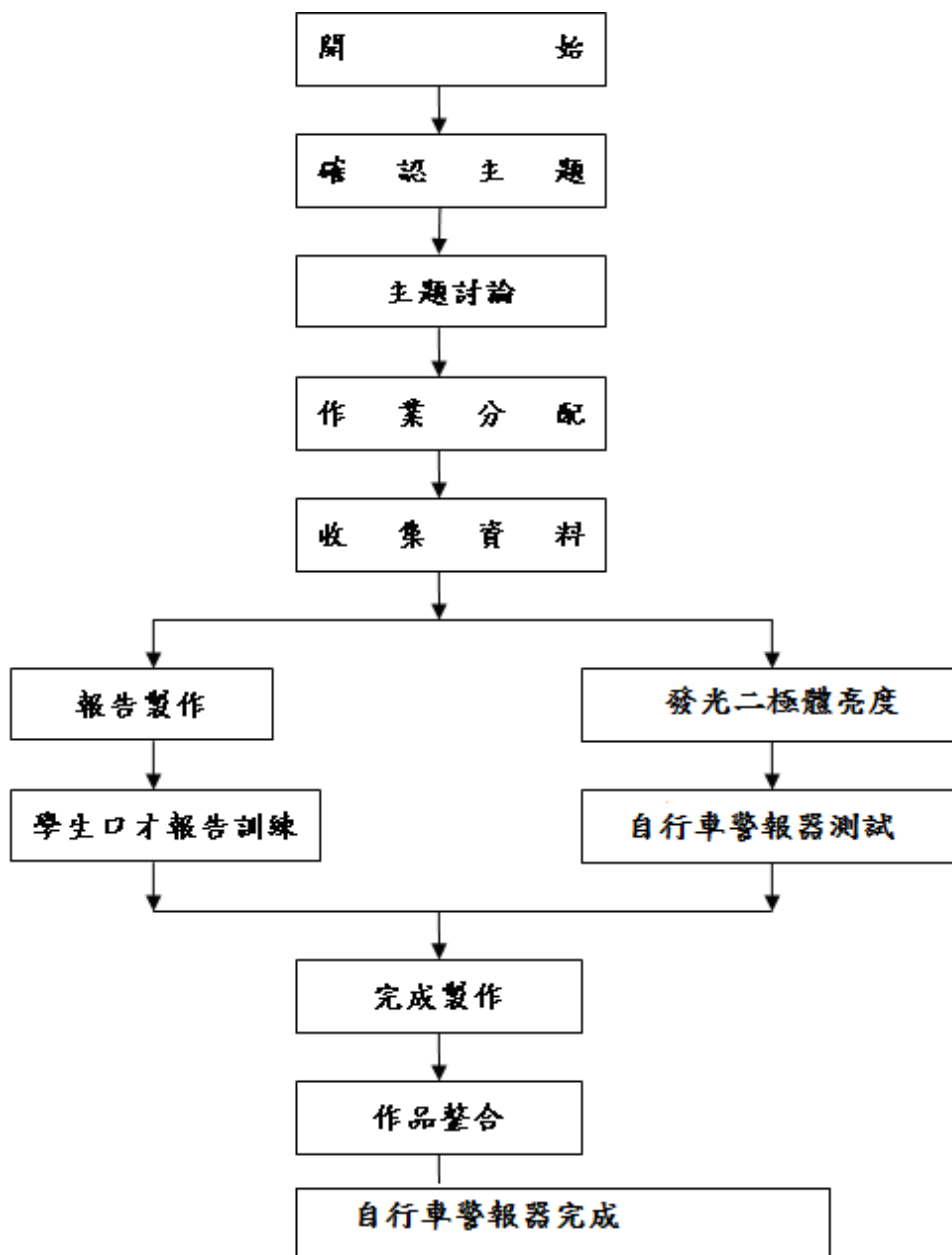 開始
確認主題
主題討論
作業分配
收集資料
報告製作
發光二極體亮度
學生口才報告訓練
自行車警報器測試
完成製作
作品整合
自行車警報器完成